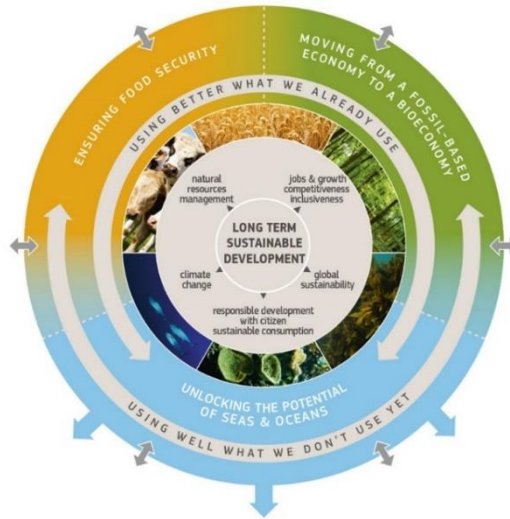 ENSURING FOOD SECURITY
MOVING FROM A FOSSIL-BASED
ECONOMY TO A BIOECONOMY
USING BETTER WHAT WE ALREADY USE
natural
resources
management
jobs & growth
competitiveness
inclusiveness
LONG TERM
SUSTAINABLE
DEVELOPMENT
climate
change
global
sustainability
responsible development
with citizen
sustainable consumption
UNLOCKING THE POTENTIAL
OF SEAS & OCEANS
USING WELL WHAT WE DON'T USE YET